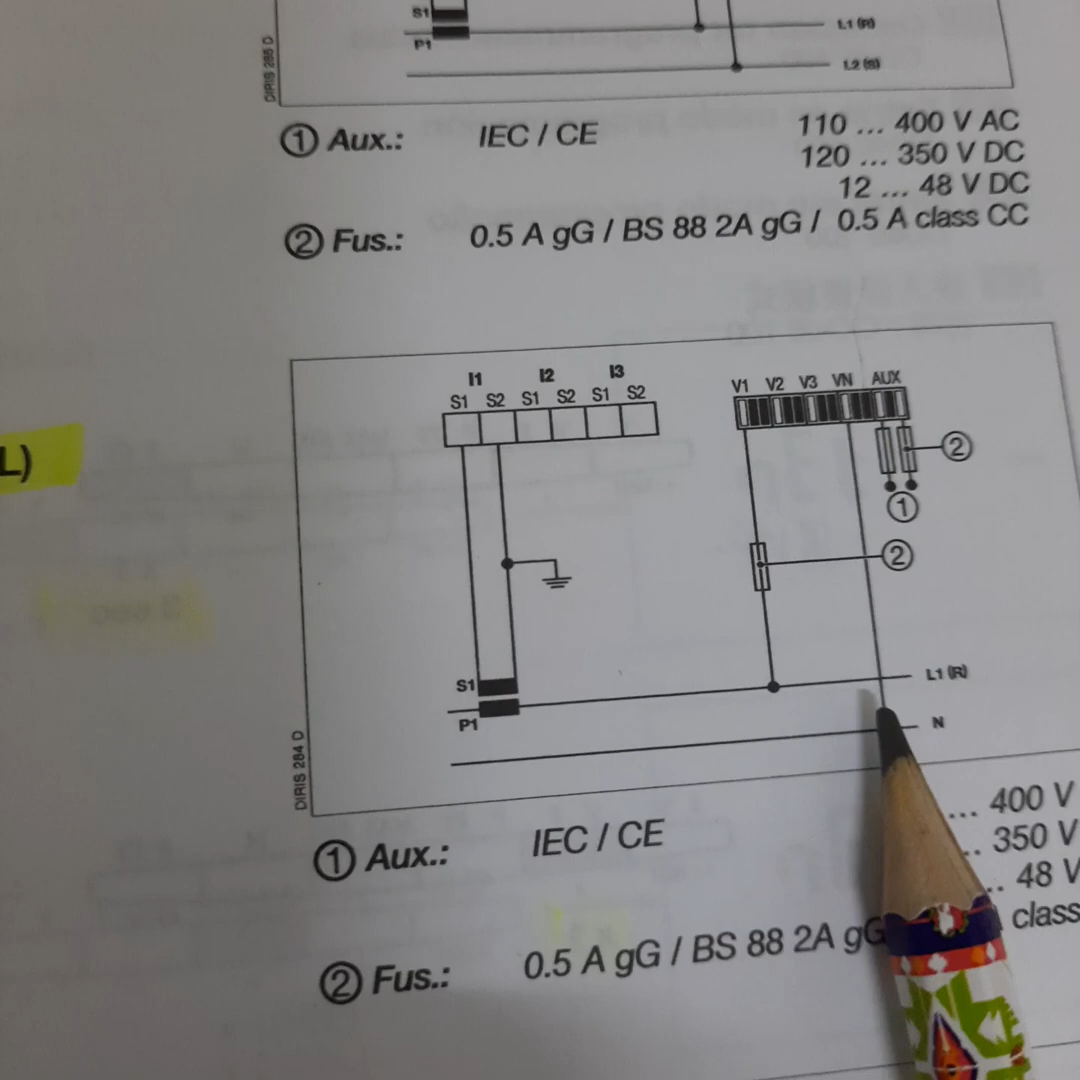 S1
P1
L1 (R)
L2 (S)
DIRIS 285 D
① Aux.: IEC / CE 110 ... 400 V AC
120 ... 350 V DC
12 ... 48 V DC
② Fus.: 0.5 A gG / BS 88 2A gG / 0.5 A class CC
L)
I1 I2 I3
S1 S2 S1 S2 S1 S2
V1 V2 V3 VN AUX
②
①
②
S1
P1
L1 (R)
N
DIRIS 284 D
① Aux.: IEC / CE ... 400 V
.. 350 V
.. 48 V
② Fus.: 0.5 A gG / BS 88 2A gG class